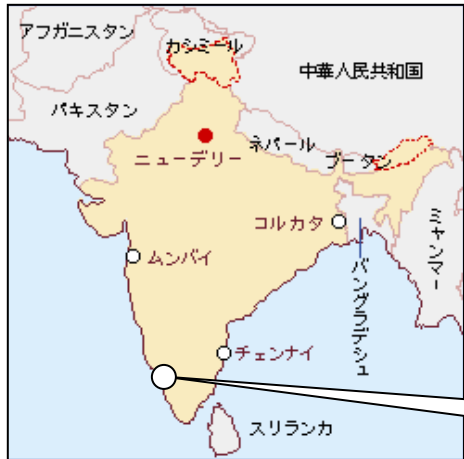 アフガニスタン
カシミール
中華人民共和国
パキスタン
ネパール
ブータン
ニューデリー
コルカタ
ミャンマー
ムンバイ
バングラデシュ
チェンナイ
スリランカ